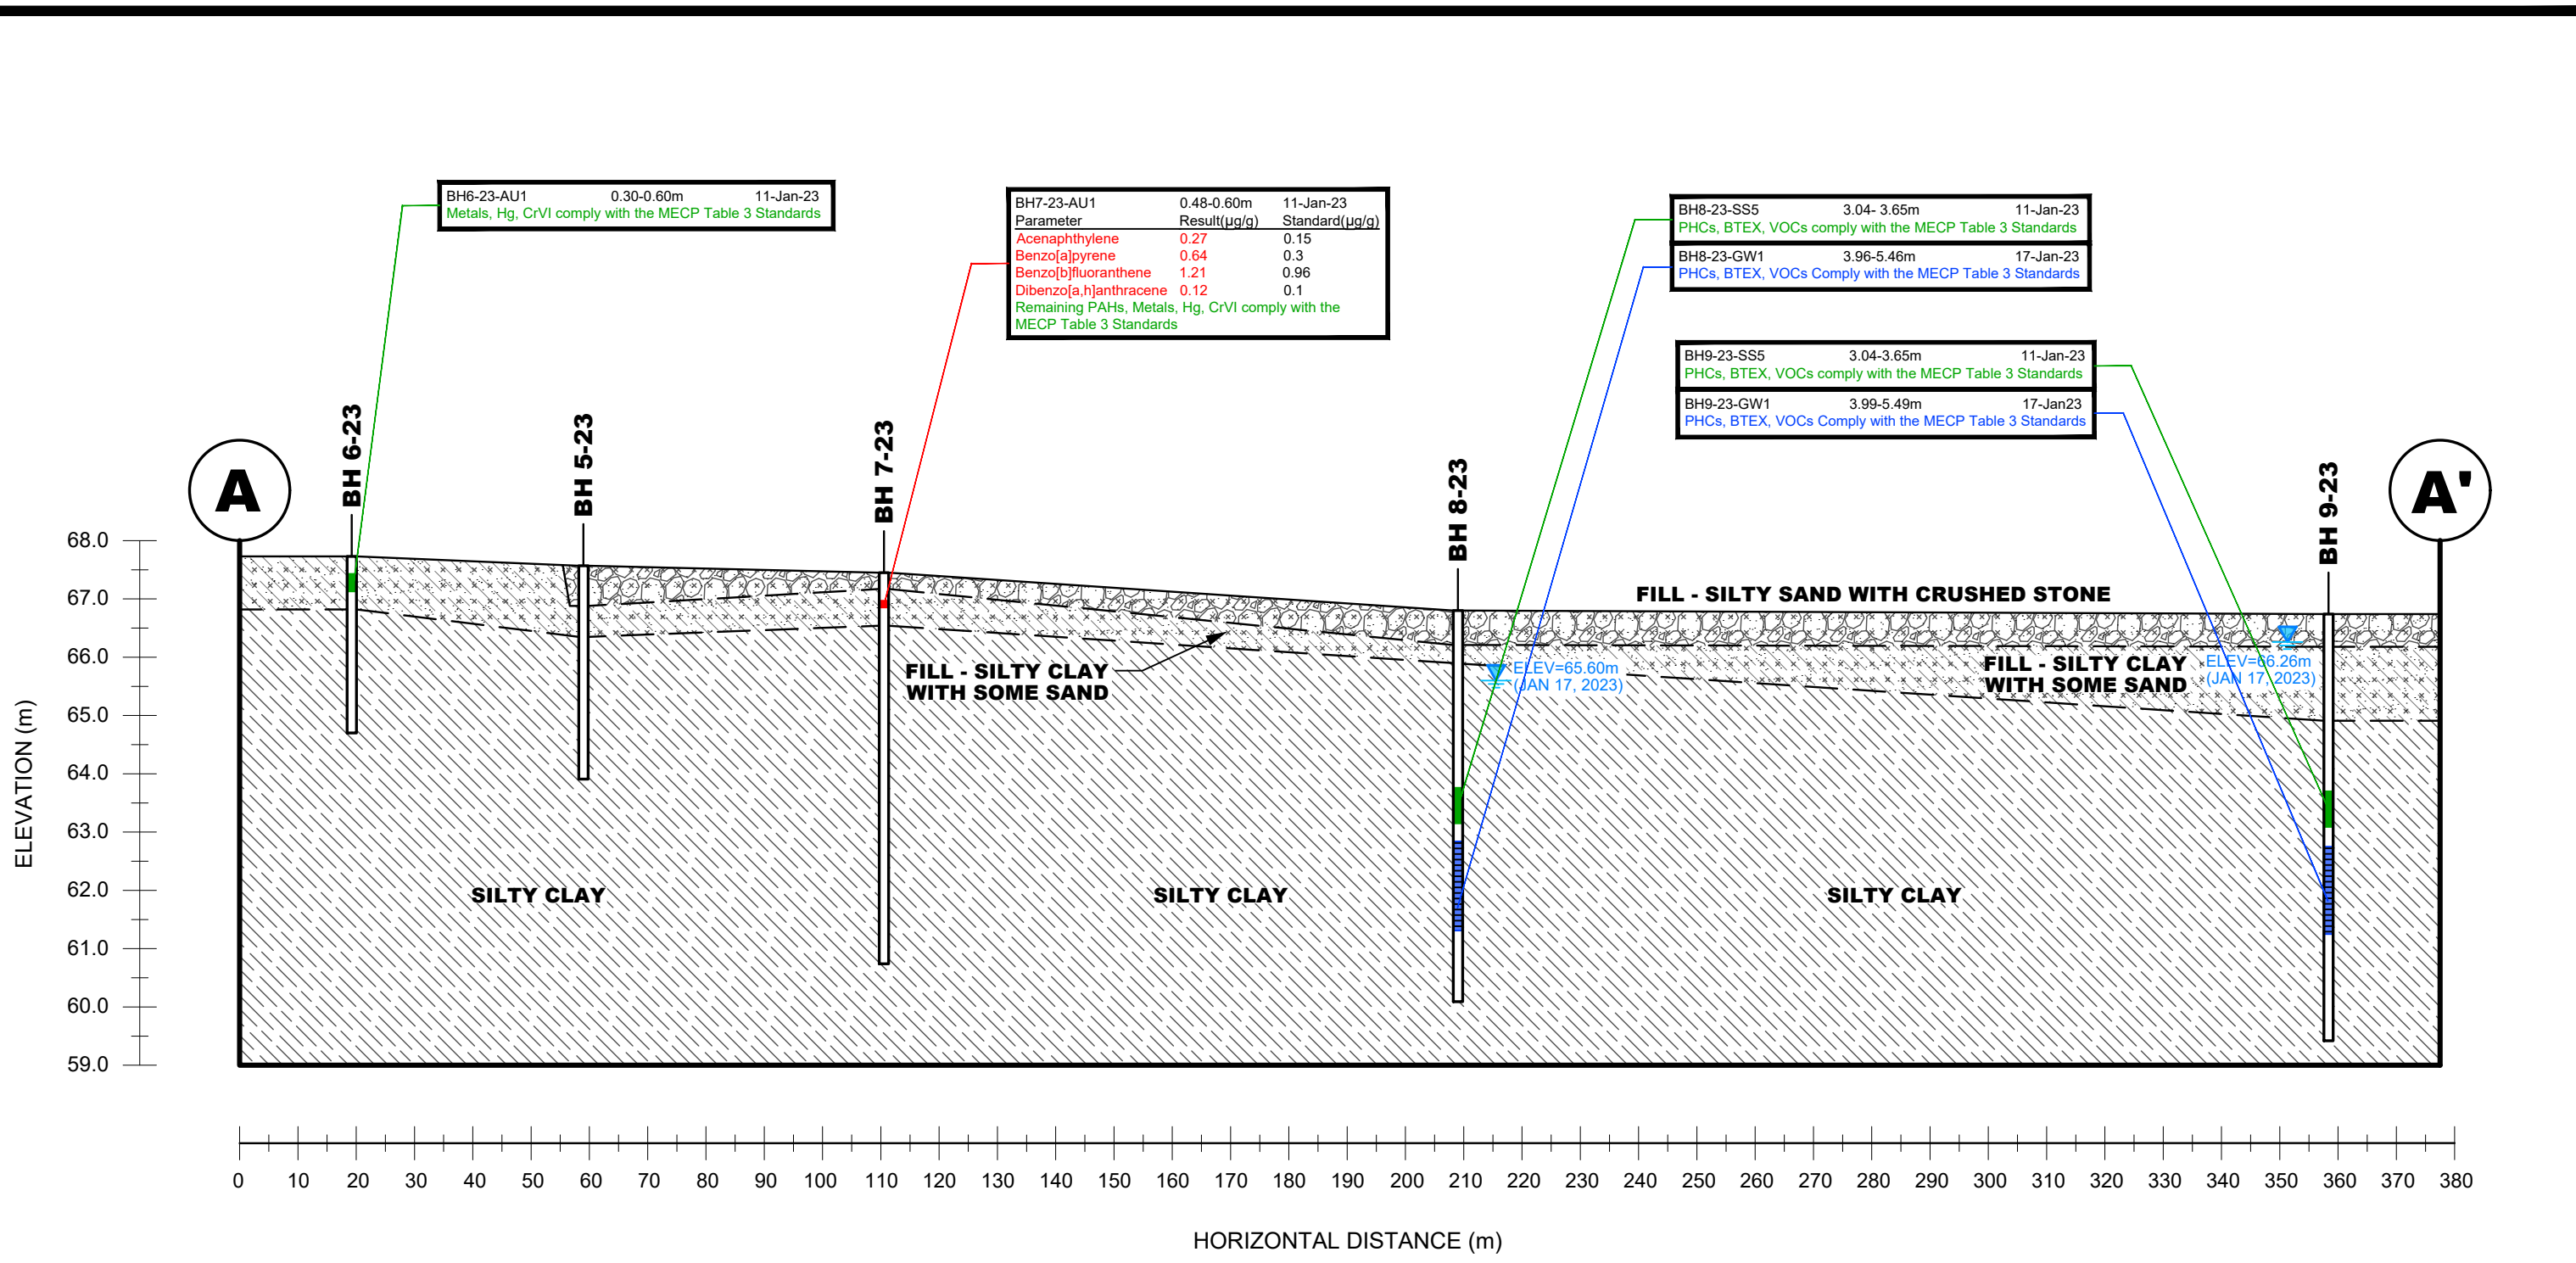 BH6-23-AU1 0.30-0.60m 11-Jan-23
Metals, Hg, CrVI comply with the MECP Table 3 Standards
BH7-23-AU1 0.48-0.60m 11-Jan-23
Parameter Result(µg/g) Standard(µg/g)
Acenaphthylene 0.27 0.15
Benzo[a]pyrene 0.64 0.3
Benzo[b]fluoranthene 1.21 0.96
Dibenzo[a,h]anthracene 0.12 0.1
Remaining PAHs, Metals, Hg, CrVI comply with the
MECP Table 3 Standards
BH8-23-SS5 3.04- 3.65m 11-Jan-23
PHCs, BTEX, VOCs comply with the MECP Table 3 Standards
BH8-23-GW1 3.96-5.46m 17-Jan-23
PHCs, BTEX, VOCs Comply with the MECP Table 3 Standards
BH9-23-SS5 3.04-3.65m 11-Jan-23
PHCs, BTEX, VOCs comply with the MECP Table 3 Standards
BH9-23-GW1 3.99-5.49m 17-Jan23
PHCs, BTEX, VOCs Comply with the MECP Table 3 Standards
A
BH 6-23
BH 5-23
BH 7-23
BH 8-23
BH 9-23
A'
FILL - SILTY SAND WITH CRUSHED STONE
FILL - SILTY CLAY
WITH SOME SAND
ELEV=65.60m
(JAN 17, 2023)
FILL - SILTY CLAY
WITH SOME SAND
ELEV=66.26m
(JAN 17, 2023)
SILTY CLAY
SILTY CLAY
SILTY CLAY
ELEVATION (m)
68.0
67.0
66.0
65.0
64.0
63.0
62.0
61.0
60.0
59.0
0 10 20 30 40 50 60 70 80 90 100 110 120 130 140 150 160 170 180 190 200 210 220 230 240 250 260 270 280 290 300 310 320 330 340 350 360 370 380
HORIZONTAL DISTANCE (m)